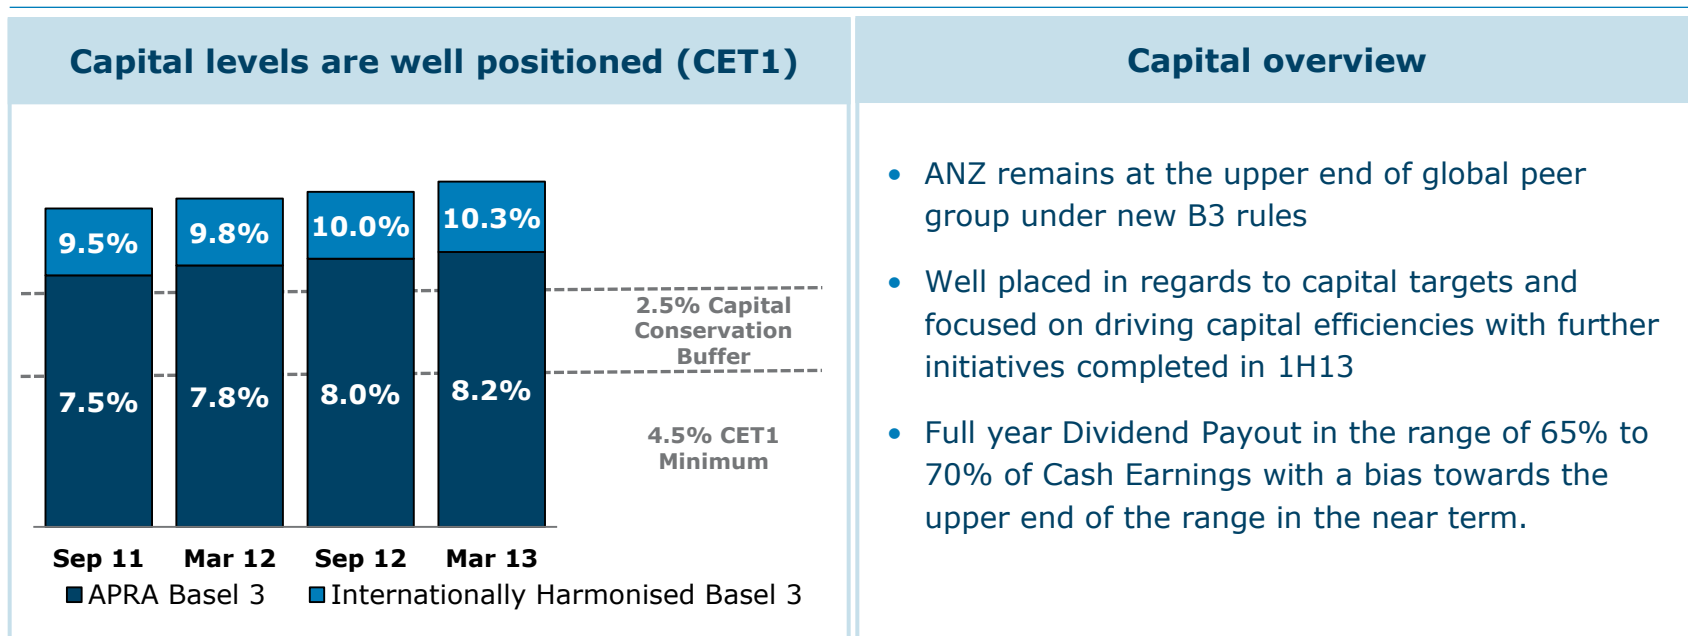 Capital levels are well positioned (CET1)
9.5%
9.8%
10.0%
10.3%
7.5%
7.8%
8.0%
8.2%
2.5% Capital
Conservation
Buffer
4.5% CET1
Minimum
Sep 11
Mar 12
Sep 12
Mar 13
APRA Basel 3
Internationally Harmonised Basel 3
Capital overview
• ANZ remains at the upper end of global peer
group under new B3 rules
• Well placed in regards to capital targets and
focused on driving capital efficiencies with further
initiatives completed in 1H13
• Full year Dividend Payout in the range of 65% to
70% of Cash Earnings with a bias towards the
upper end of the range in the near term.